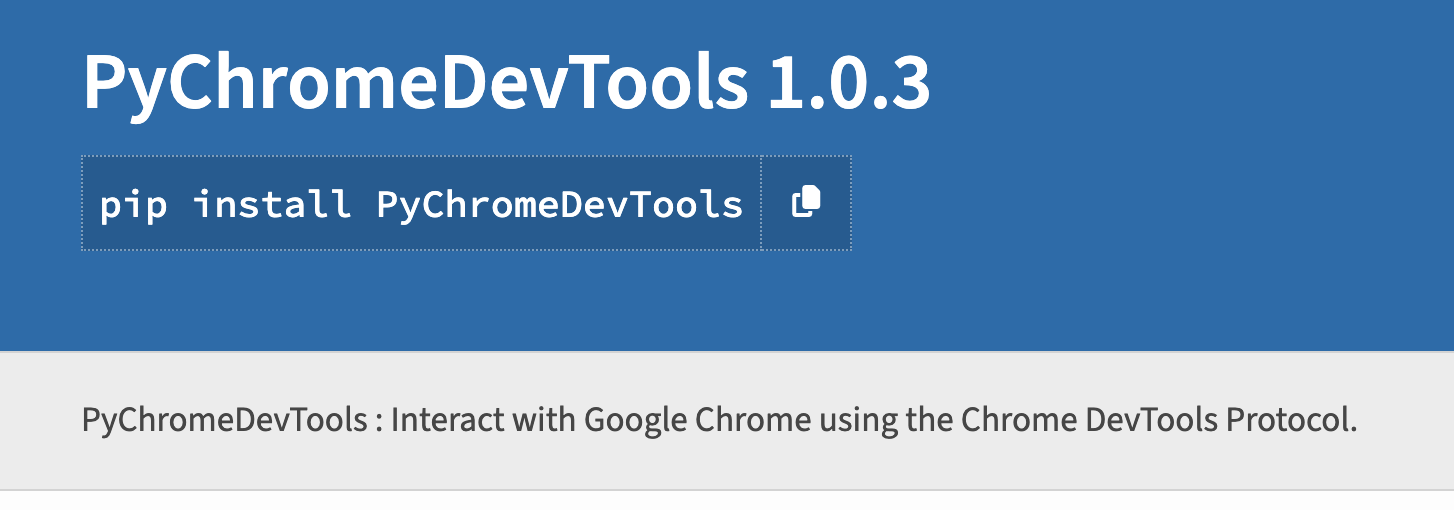 PyChromeDevTools 1.0.3
pip install PyChromeDevTools
PyChromeDevTools : Interact with Google Chrome using the Chrome DevTools Protocol.